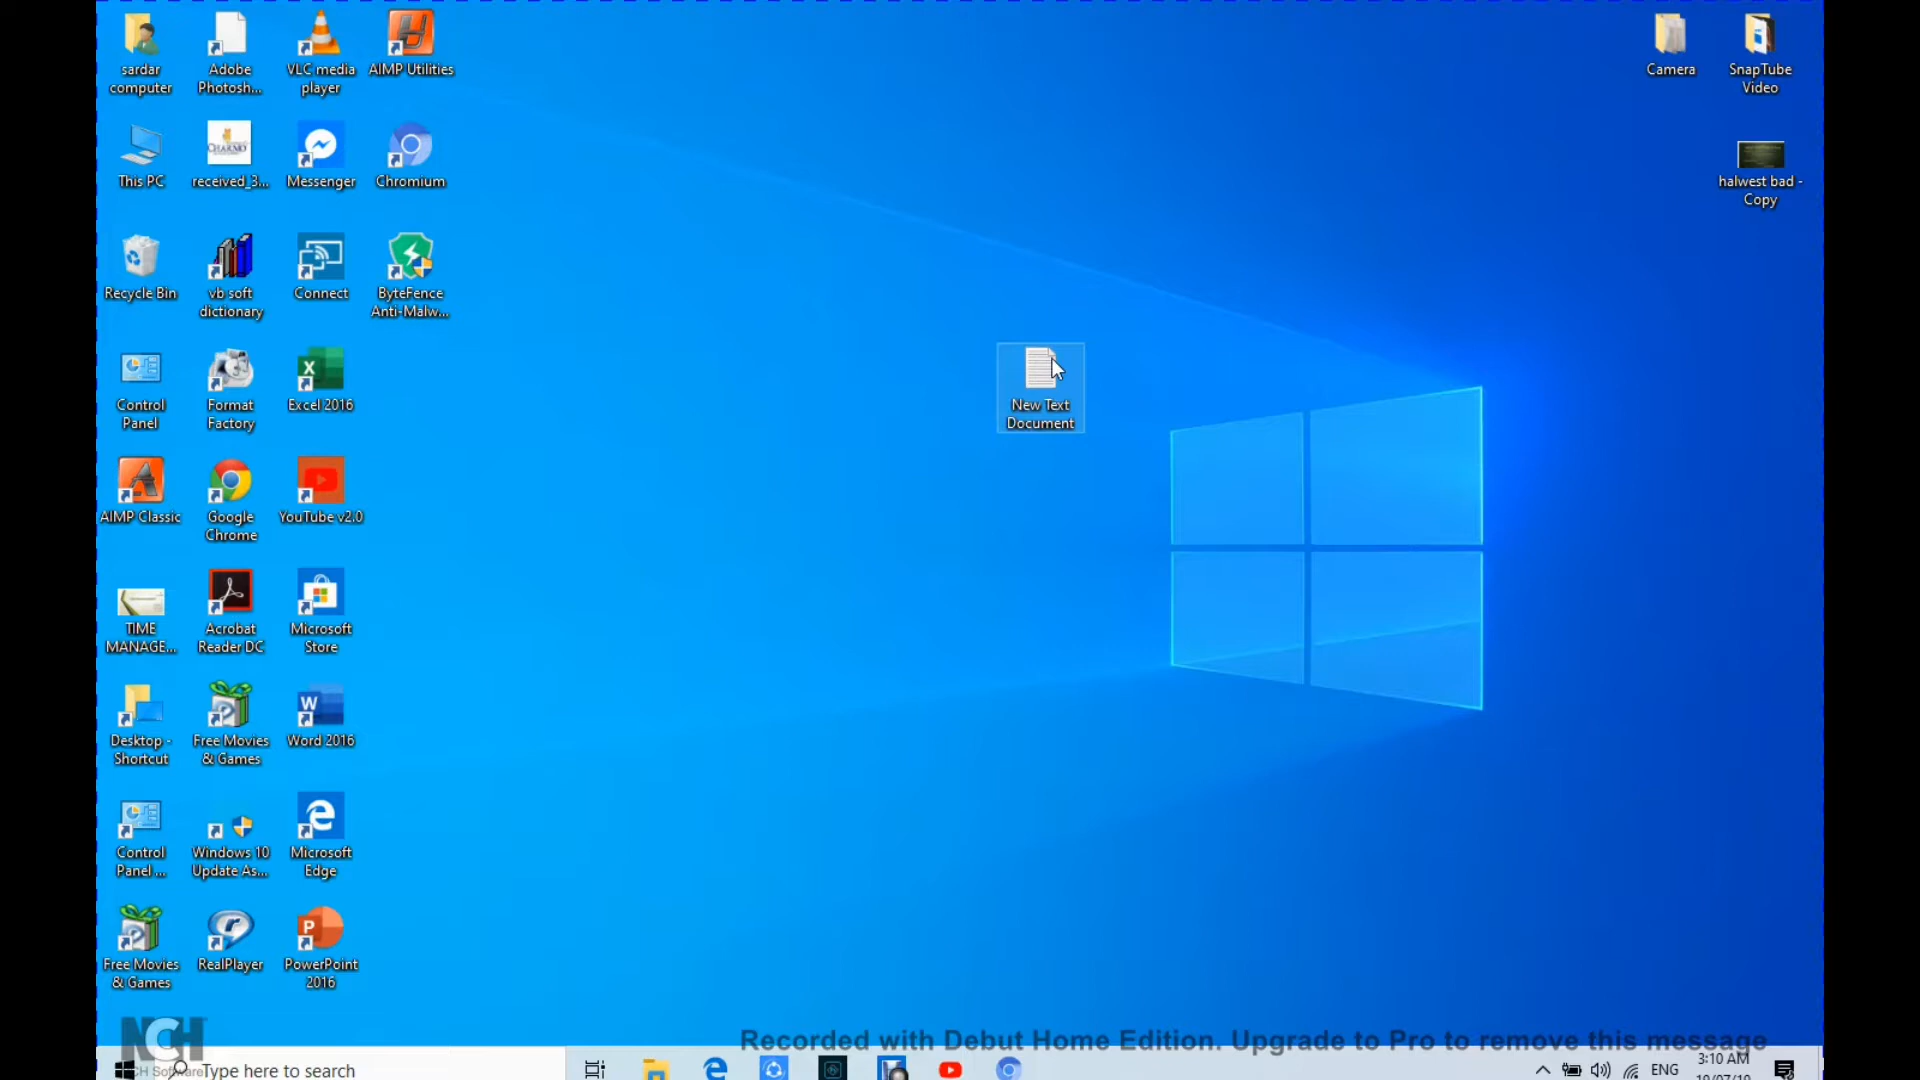 sardar
computer
Adobe
Photosh...
VLC media
player
AIMP Utilities
Camera
SnapTube
Video
This PC
CHARMO
received_3...
Messenger
Chromium
halwest bad -
Copy
Recycle Bin
vb soft
dictionary
Connect
ByteFence
Anti-Malw...
Control
Panel
Format
Factory
Excel 2016
New Text
Document
AIMP Classic
Google
Chrome
YouTube v2.0
TIME
MANAGE...
Acrobat
Reader DC
Microsoft
Store
Desktop -
Shortcut
Free Movies
& Games
Word 2016
Control
Panel ...
Windows 10
Update As...
Microsoft
Edge
Free Movies
& Games
RealPlayer
PowerPoint
2016
NCH
NCH Software
Recorded with Debut Home Edition. Upgrade to Pro to remove this message
Type here to search
ENG
3:10 AM